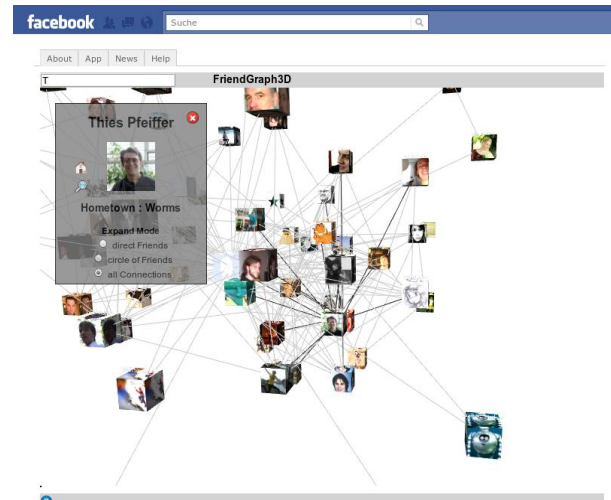 facebook
Suche
About App News Help
T
FriendGraph3D
Thies Pfeiffer
Hometown : Worms
Expand Mode
direct Friends
circle of Friends
all Connections